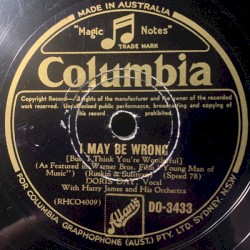 MADE IN AUSTRALIA
"Magic Notes"
TRADE MARK
Columbia
Copyright Record — All rights of the manufacturer and of the owner of the recorded work reserved. Unauthorised public performance, broadcasting and copying of this record prohibited.
I MAY BE WRONG
[But I Think You're Wonderful]
(As Featured in Warner Bros. Film, "Young Man of
Music") (Ruskin & Sullivan) (Speed 78)
DORIS DAY, Vocal
With Harry James and His Orchestra
(RHCO4009)
Allan's
DO-3433
FOR COLUMBIA GRAPHOPHONE (AUST.) PTY. LTD. SYDNEY. N.S.W.